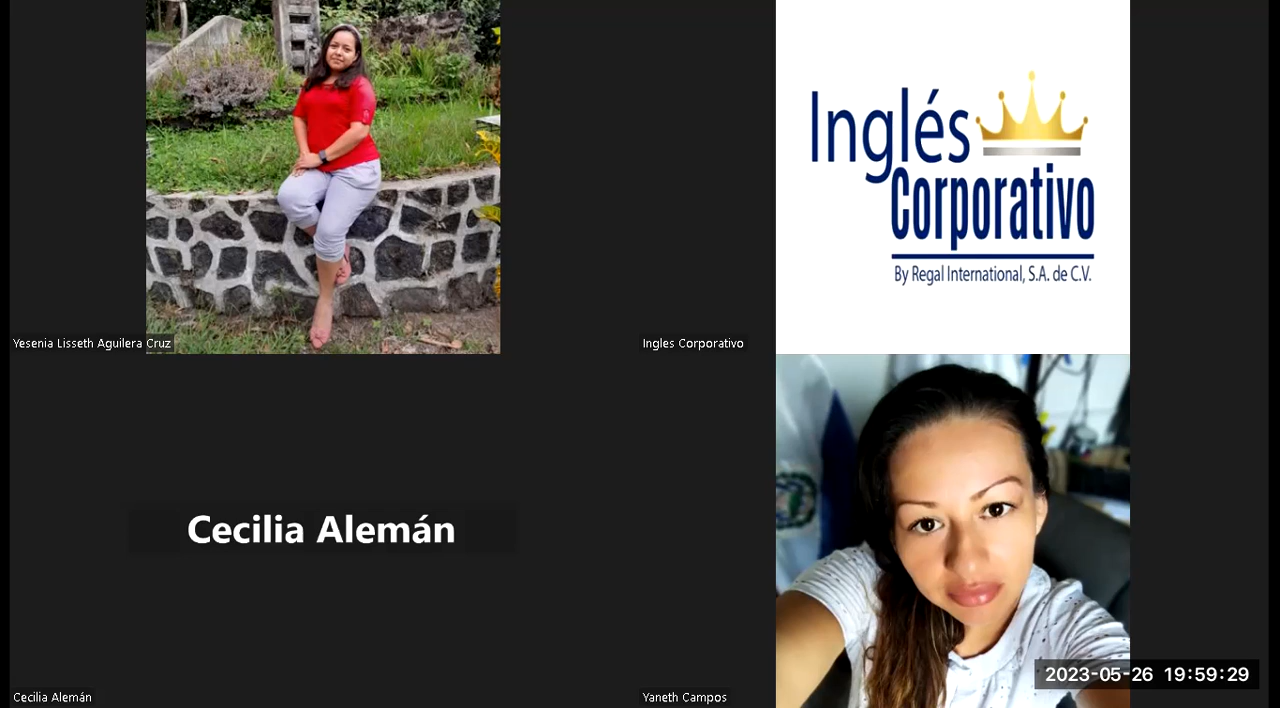 Inglés
Corporativo
By Regal International, S.A. de C.V.
Yesenia Lisseth Aguilera Cruz
Ingles Corporativo
Cecilia Alemán
Cecilia Alemán
Yaneth Campos
2023-05-26 19:59:29